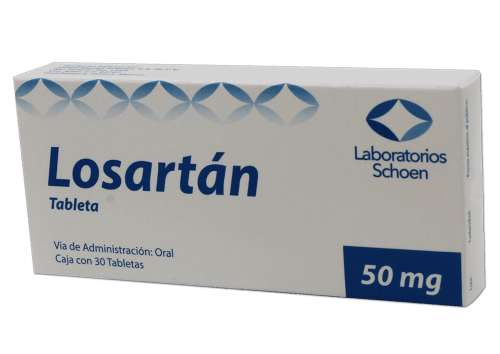 Losartán
Tableta
Vía de Administración: Oral
Caja con 30 Tabletas
Laboratorios
Schoen
50 mg